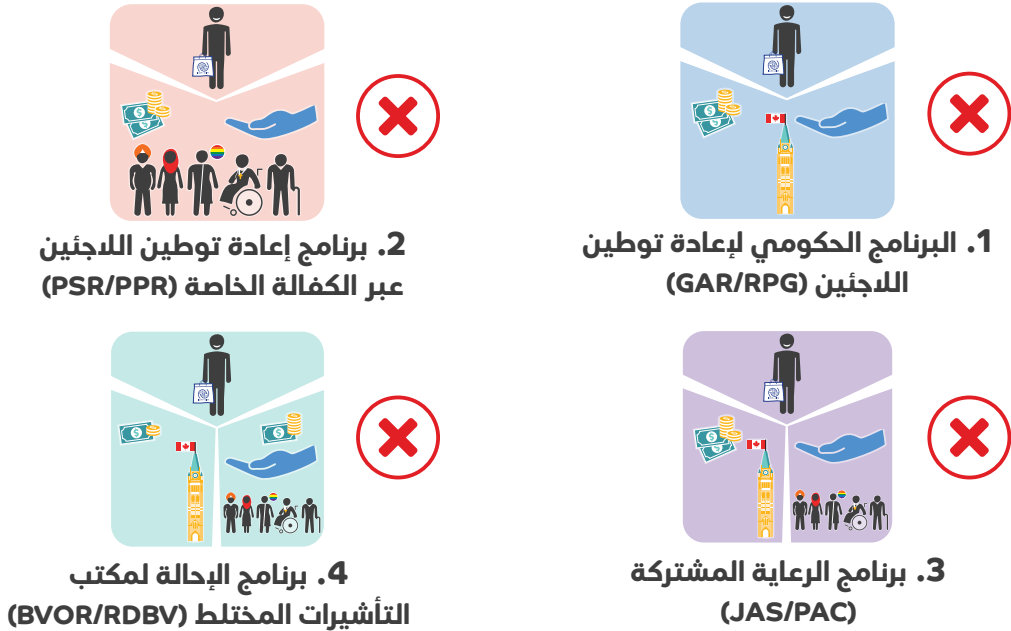 1. البرنامج الحكومي لإعادة توطين
اللاجئين (GAR/RPG)
2. برنامج إعادة توطين اللاجئين
عبر الكفالة الخاصة (PSR/PPR)
3. برنامج الرعاية المشتركة
(JAS/PAC)
4. برنامج الإحالة لمكتب
التأشيرات المختلط (BVOR/RDBV)